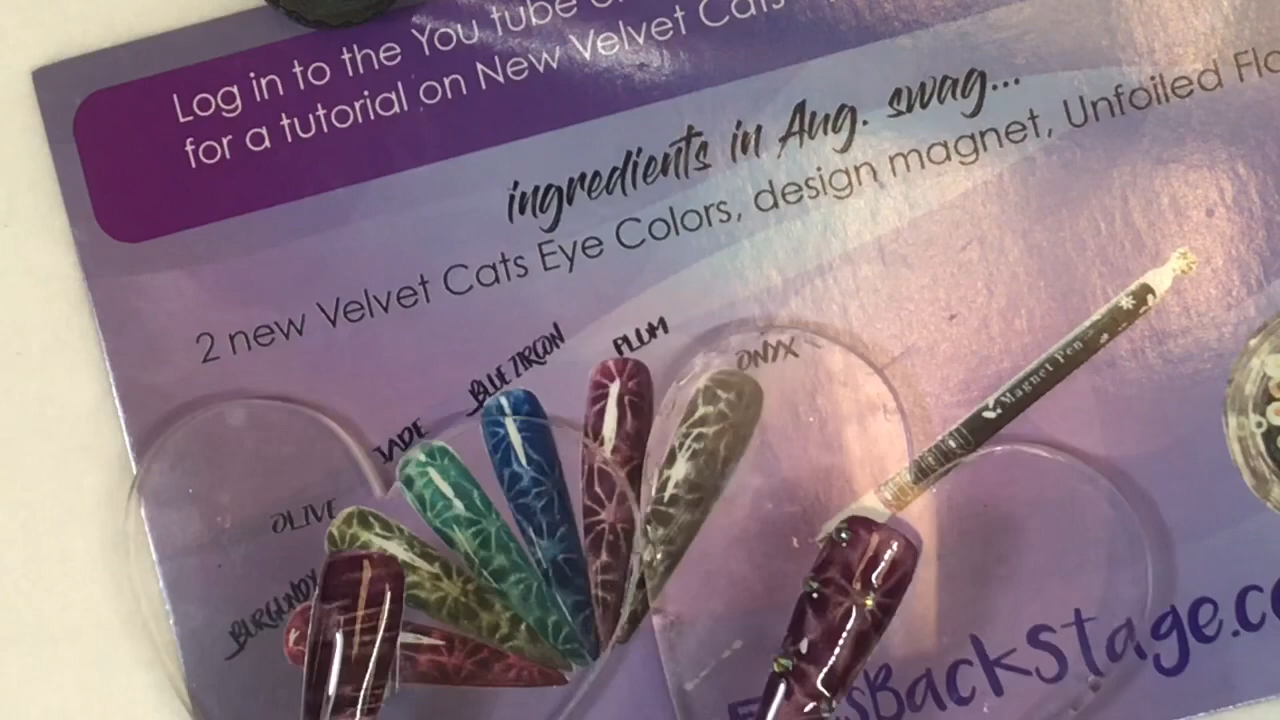 Log in to the You tube
for a tutorial on New Velvet Cats
ingredients in Aug. swag...
2 new Velvet Cats Eye Colors, design magnet, Unfoiled
BLUE ZIRCON
PLUM
ONYX
JADE
OLIVE
BURGUNDY
Magnet Pen
BackStage.co